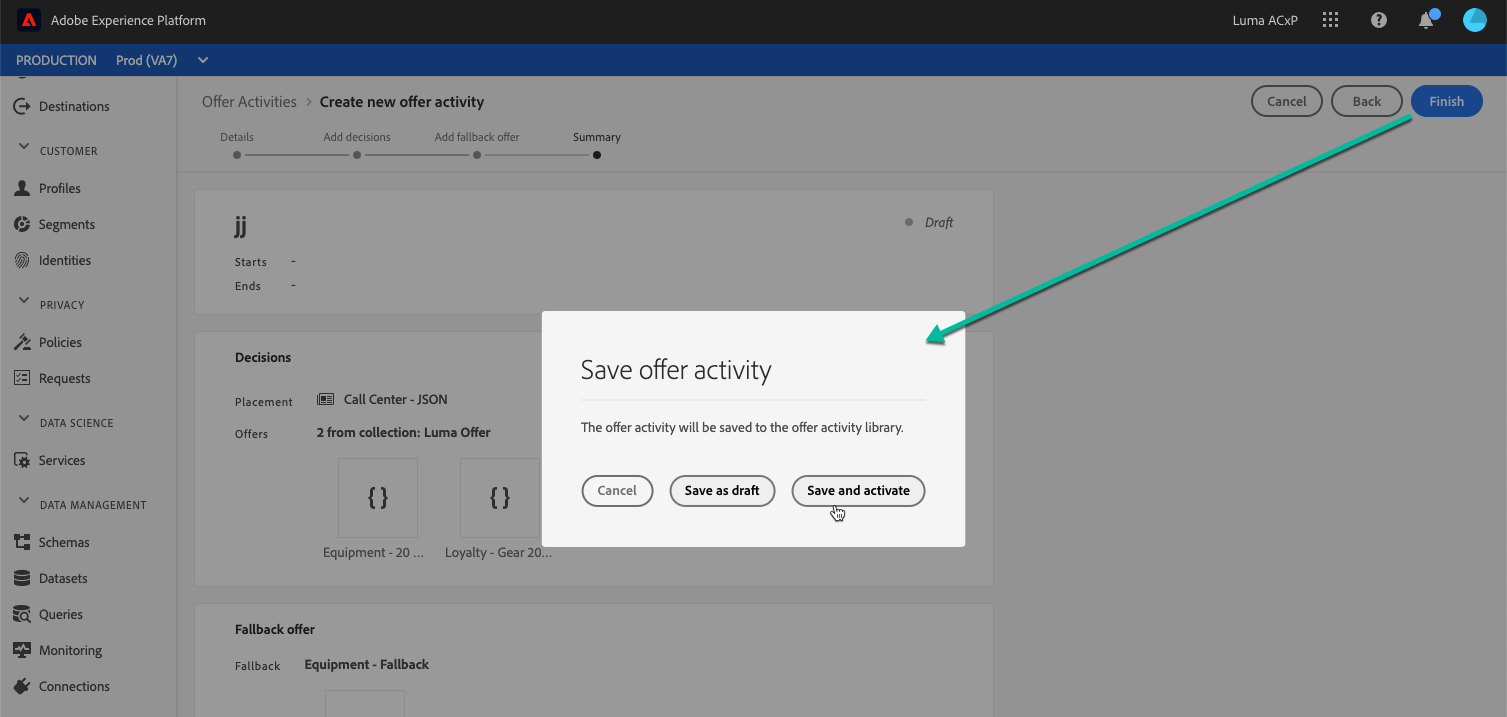 Adobe Experience Platform
Luma ACxP
PRODUCTION Prod (VA7)
Destinations
CUSTOMER
Profiles
Segments
Identities
PRIVACY
Policies
Requests
DATA SCIENCE
Services
DATA MANAGEMENT
Schemas
Datasets
Queries
Monitoring
Connections
Offer Activities > Create new offer activity
Cancel Back Finish
Details Add decisions Add fallback offer Summary
jj
Draft
Starts -
Ends -
Decisions
Placement Call Center - JSON
Offers 2 from collection: Luma Offer
{} {}
Equipment - 20 ... Loyalty - Gear 20...
Fallback offer
Fallback Equipment - Fallback
Save offer activity
The offer activity will be saved to the offer activity library.
Cancel Save as draft Save and activate